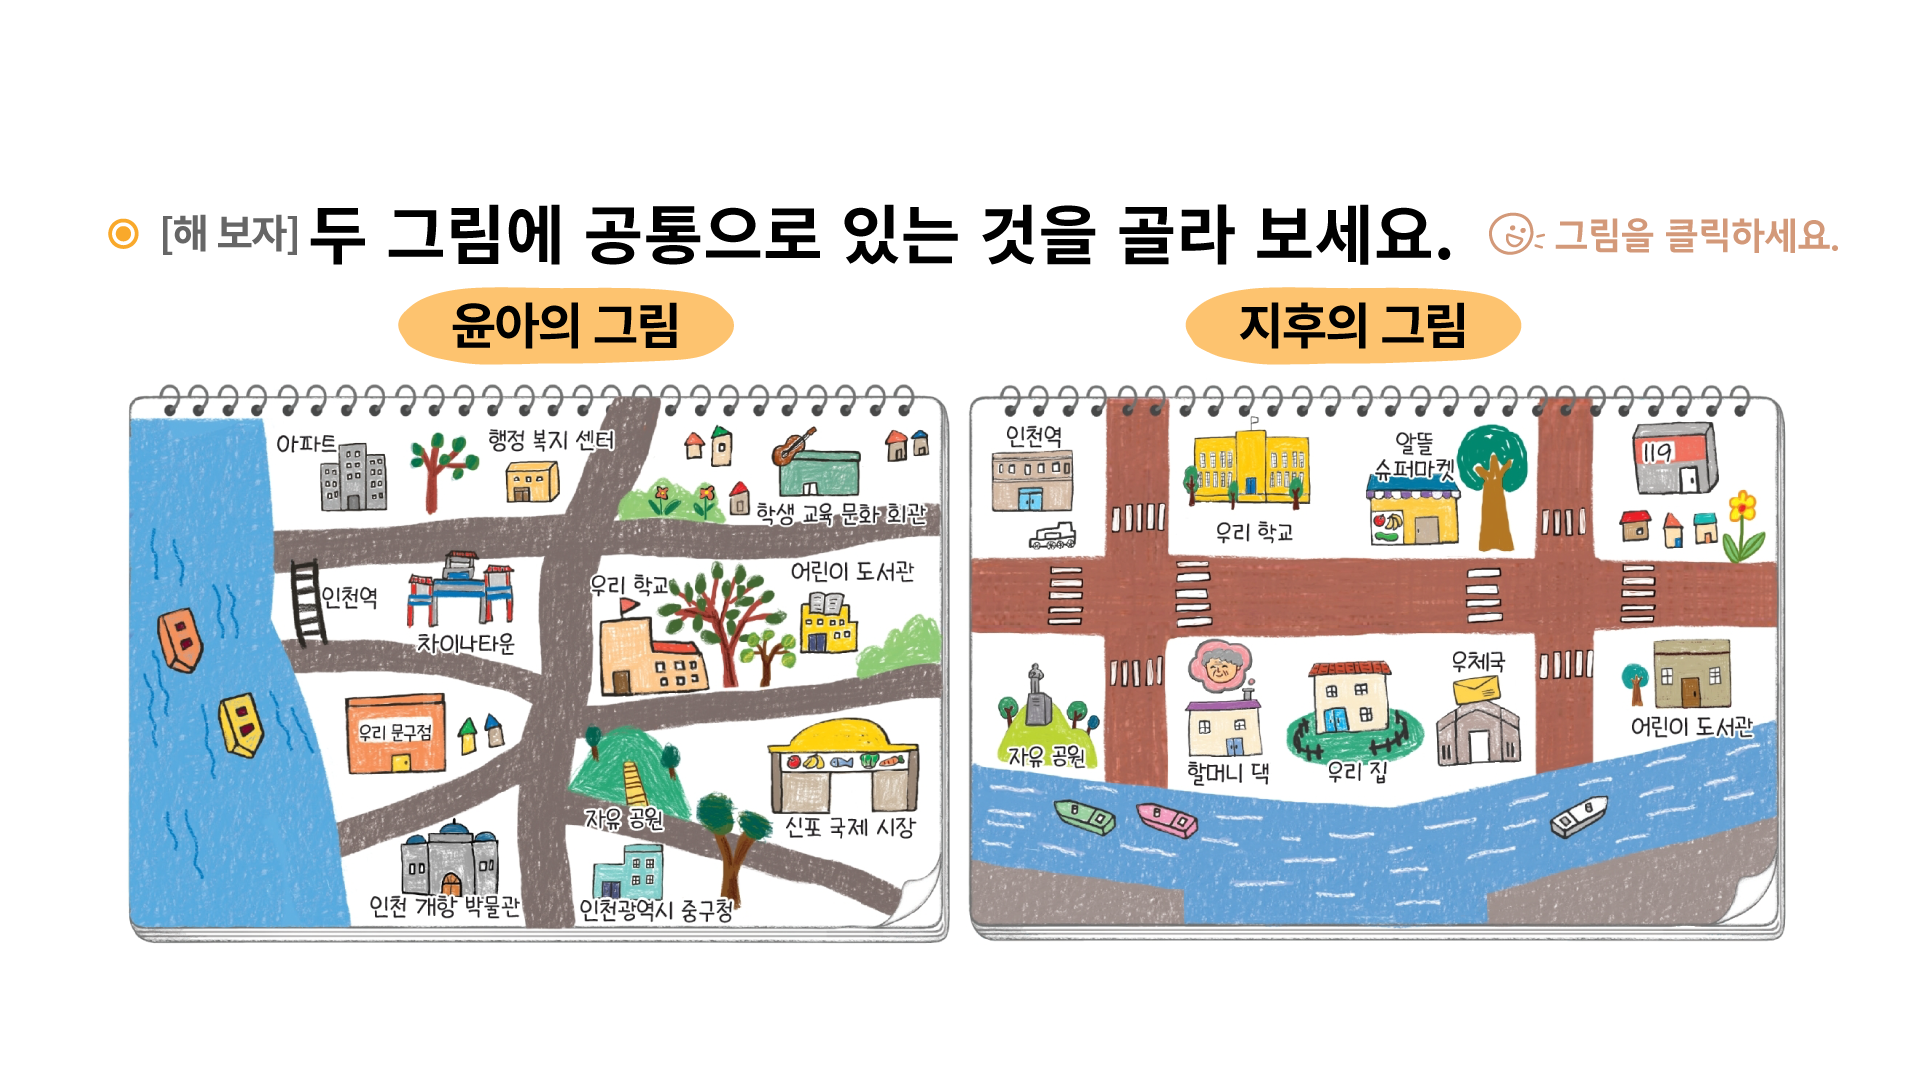 [해 보자] 두 그림에 공통으로 있는 것을 골라 보세요.
그림을 클릭하세요.
윤아의 그림
아파트
행정 복지 센터
학생 교육 문화 회관
인천역
차이나타운
우리 학교
어린이 도서관
우리 문구점
자유 공원
신포 국제 시장
인천 개항 박물관
인천광역시 중구청
지후의 그림
인천역
우리 학교
알뜰
슈퍼마켓
119
자유 공원
할머니 댁
우리 집
우체국
어린이 도서관